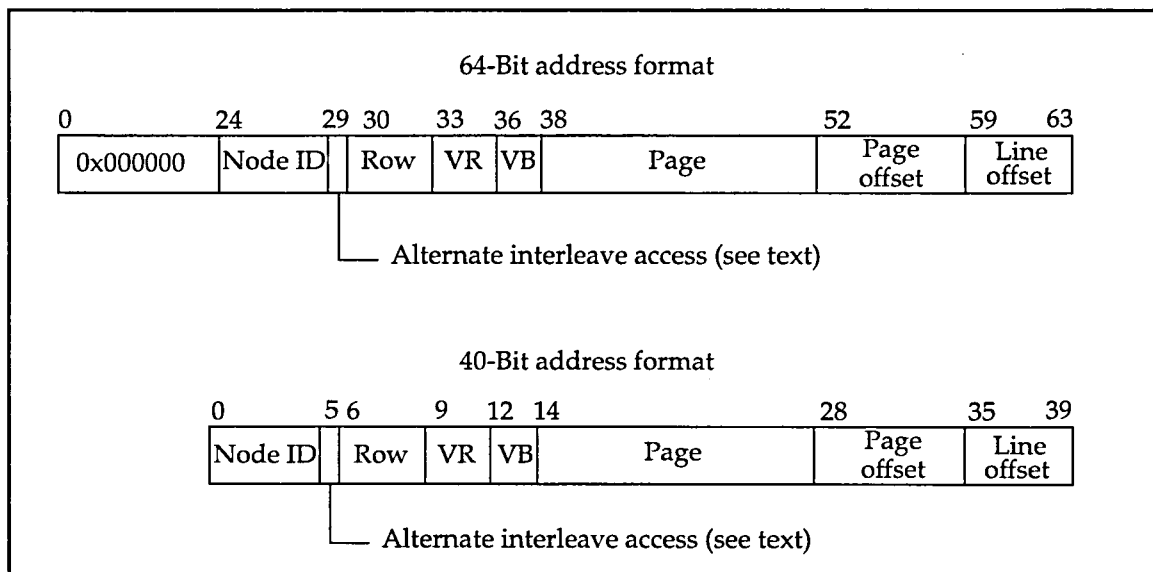 64-Bit address format
0 24 29 30 33 36 38 52 59 63
0x000000 Node ID Row VR VB Page Page offset Line offset
Alternate interleave access (see text)
40-Bit address format
0 5 6 9 12 14 28 35 39
Node ID Row VR VB Page Page offset Line offset
Alternate interleave access (see text)